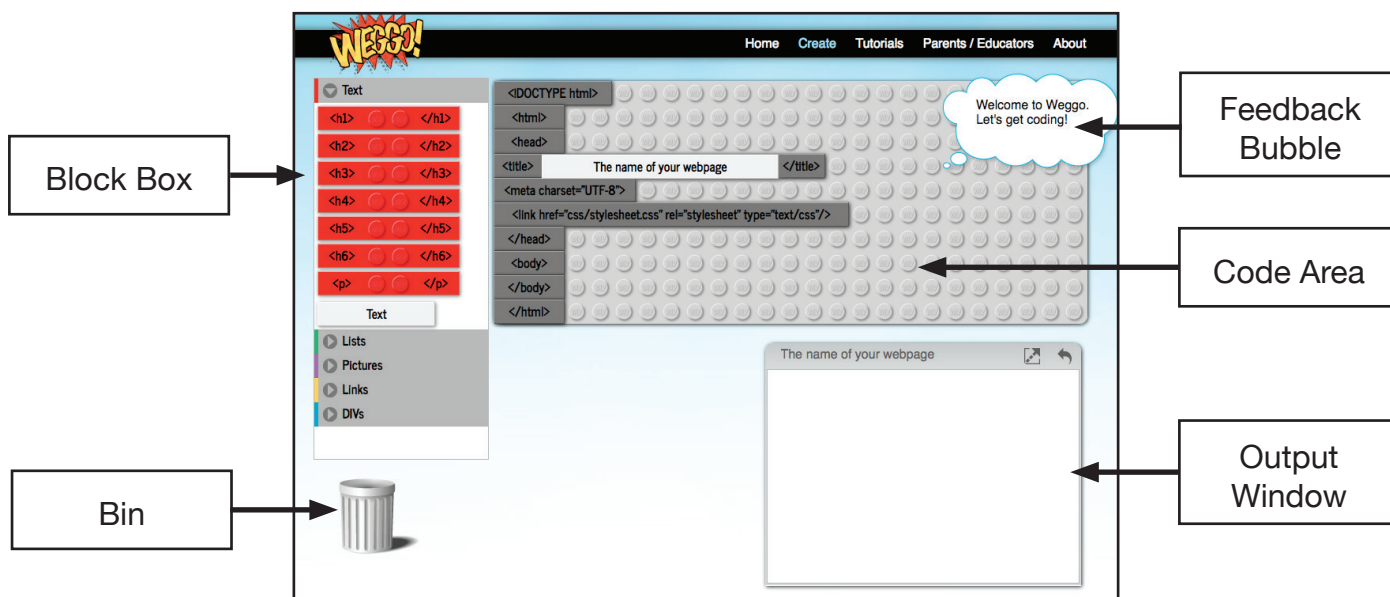 WEGGO!
Home Create Tutorials Parents / Educators About
Text
<h1> </h1>
<h2> </h2>
<h3> </h3>
<h4> </h4>
<h5> </h5>
<h6> </h6>
<p> </p>
Text
Lists
Pictures
Links
DIVs
<!DOCTYPE html>
<html>
<head>
<title> The name of your webpage </title>
<meta charset="UTF-8">
<link href="css/stylesheet.css" rel="stylesheet" type="text/css"/>
</head>
<body>
</body>
</html>
Welcome to Weggo.
Let's get coding!
The name of your webpage
Block Box
Bin
Feedback
Bubble
Code Area
Output
Window